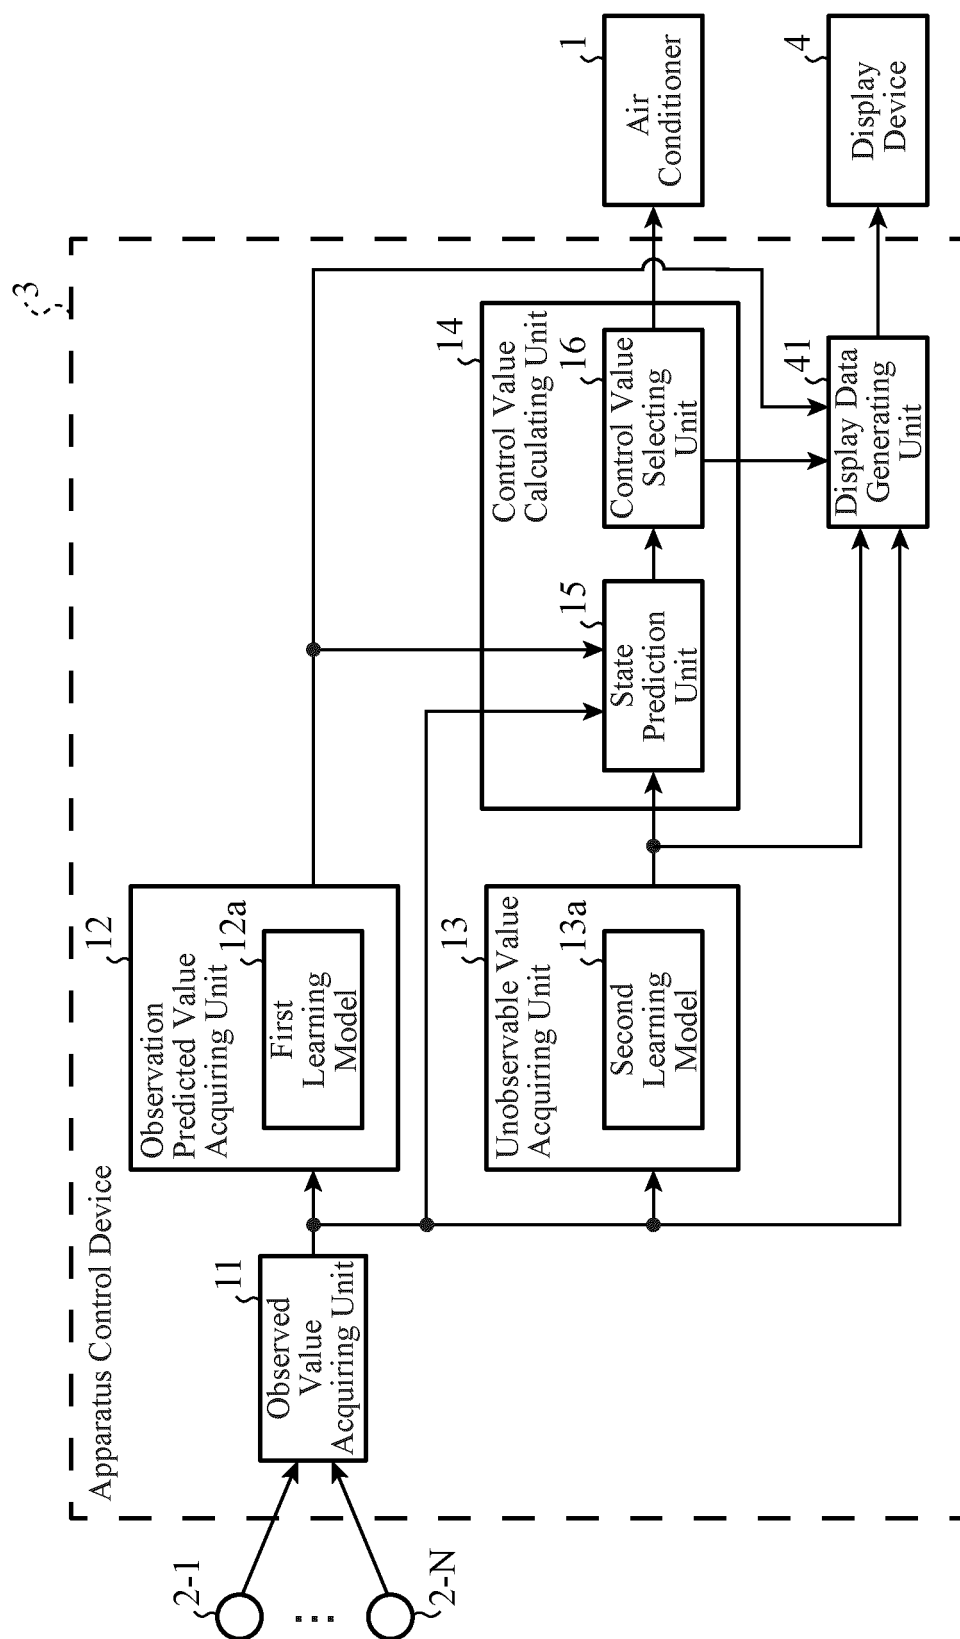 3
Apparatus Control Device
2-1
...
2-N
11
Observed
Value
Acquiring Unit
12
Observation
Predicted Value
Acquiring Unit
12a
First
Learning
Model
13
Unobservable Value
Acquiring Unit
13a
Second
Learning
Model
14
Control Value
Calculating Unit
15
State
Prediction
Unit
16
Control Value
Selecting
Unit
41
Display Data
Generating
Unit
1
Air
Conditioner
4
Display
Device